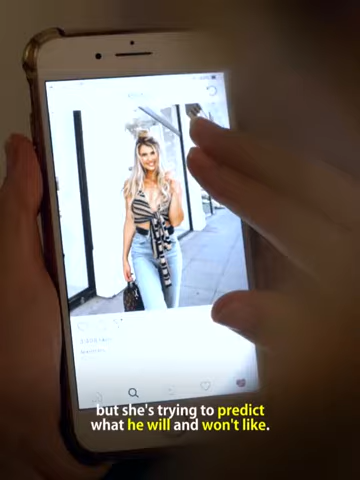 but she's trying to predict
what he will and won't like.